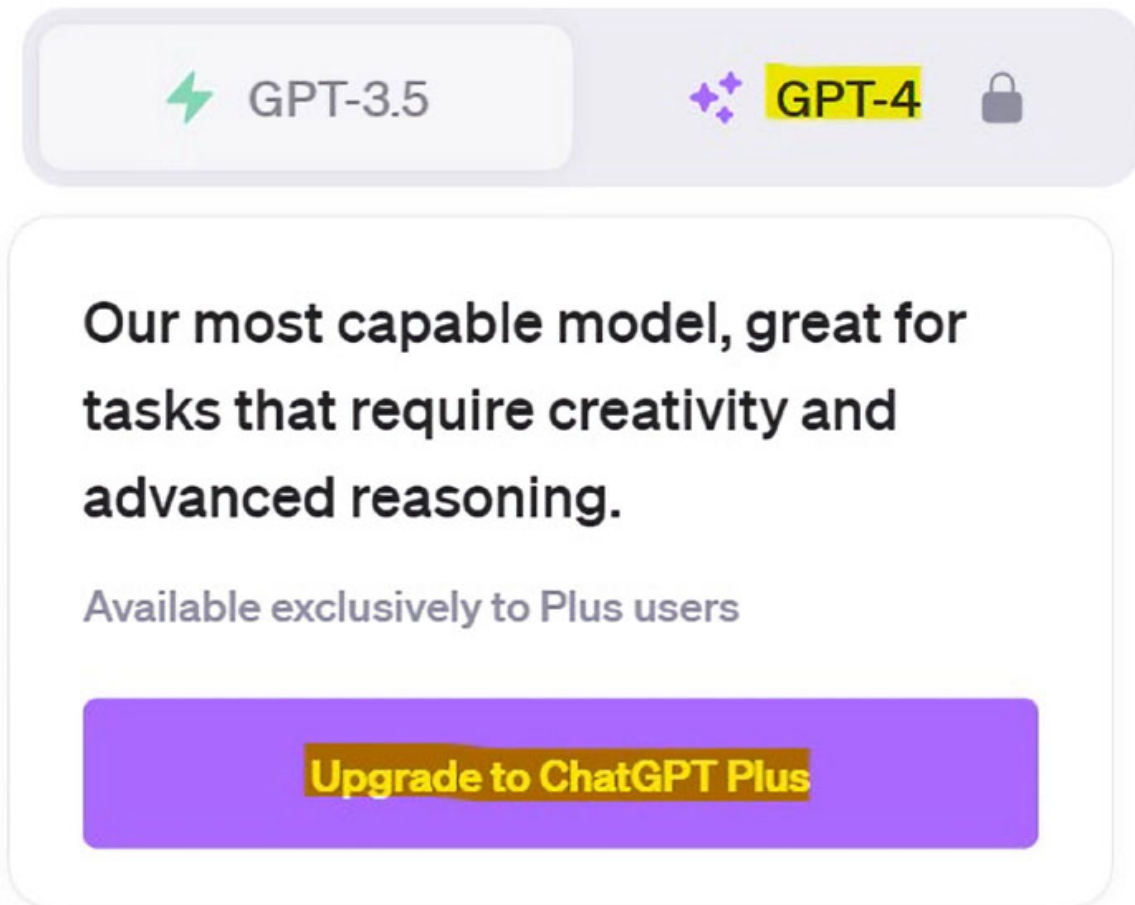 GPT-3.5
GPT-4
Our most capable model, great for
tasks that require creativity and
advanced reasoning.
Available exclusively to Plus users
Upgrade to ChatGPT Plus